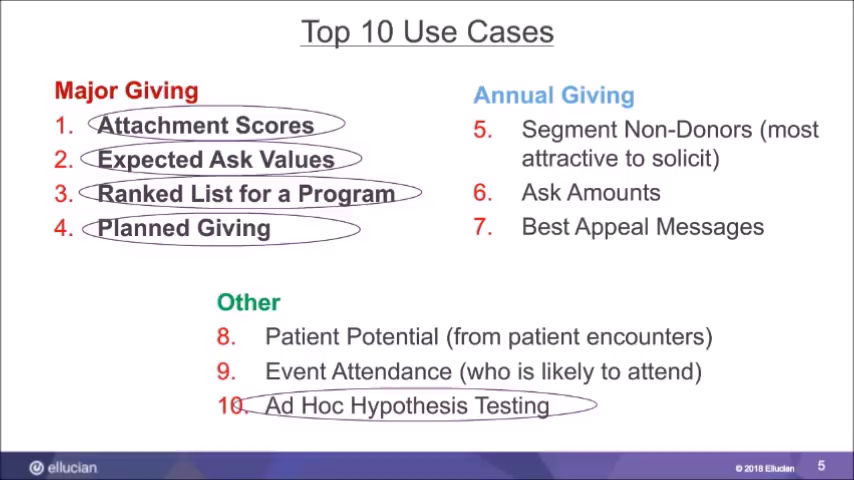 Top 10 Use Cases
Major Giving
1. Attachment Scores
2. Expected Ask Values
3. Ranked List for a Program
4. Planned Giving
Annual Giving
5. Segment Non-Donors (most
attractive to solicit)
6. Ask Amounts
7. Best Appeal Messages
Other
8. Patient Potential (from patient encounters)
9. Event Attendance (who is likely to attend)
10. Ad Hoc Hypothesis Testing
ellucian
© 2018 Ellucian
5